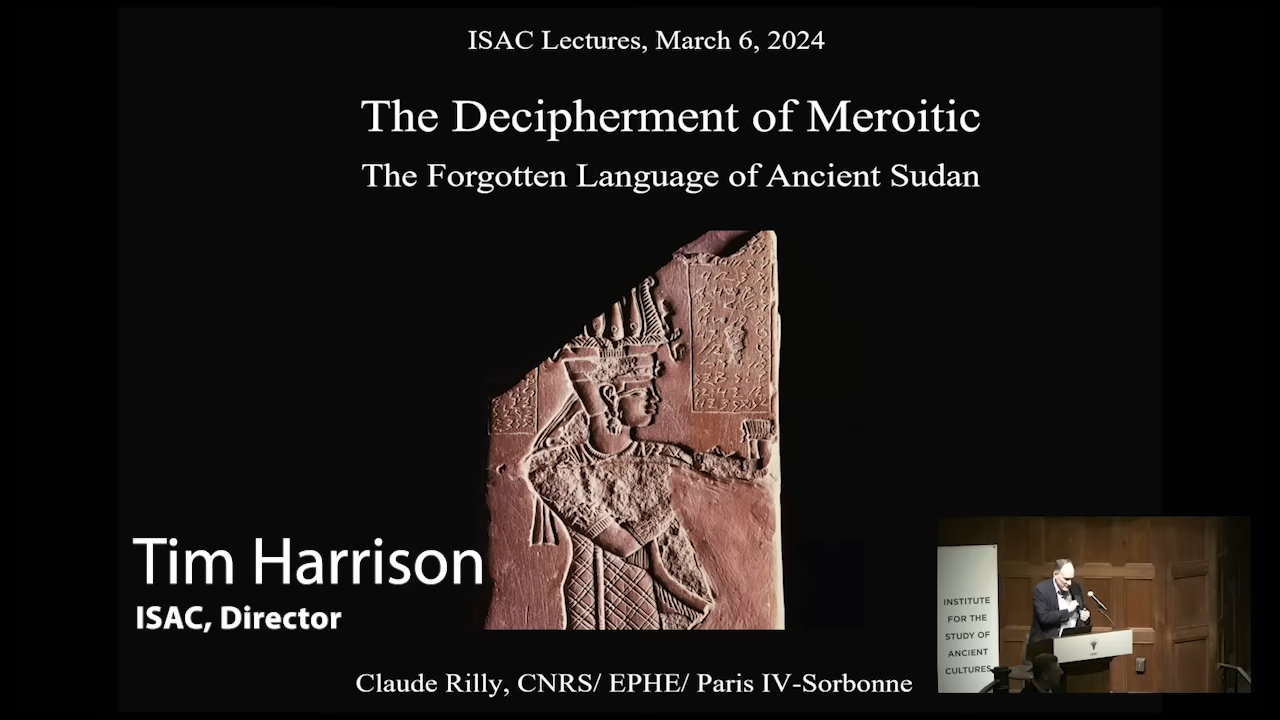 ISAC Lectures, March 6, 2024
The Decipherment of Meroitic
The Forgotten Language of Ancient Sudan
Tim Harrison
ISAC, Director
Claude Rilly, CNRS/ EPHE/ Paris IV-Sorbonne
INSTITUTE
FOR THE
STUDY OF
ANCIENT
CULTURES